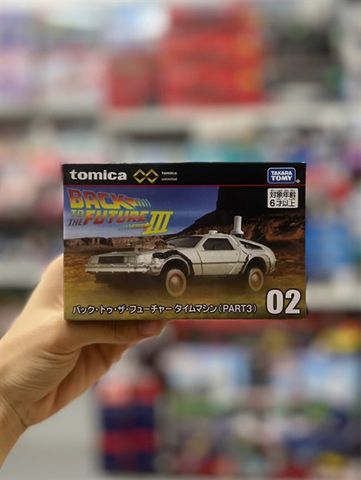 tomica
tomica
unlimited
TAKARA
TOMY
対象年齢
6才以上
BACK
TO THE
FUTURE
III
バック・トゥ・ザ・フューチャー タイムマシン(PART3)
02